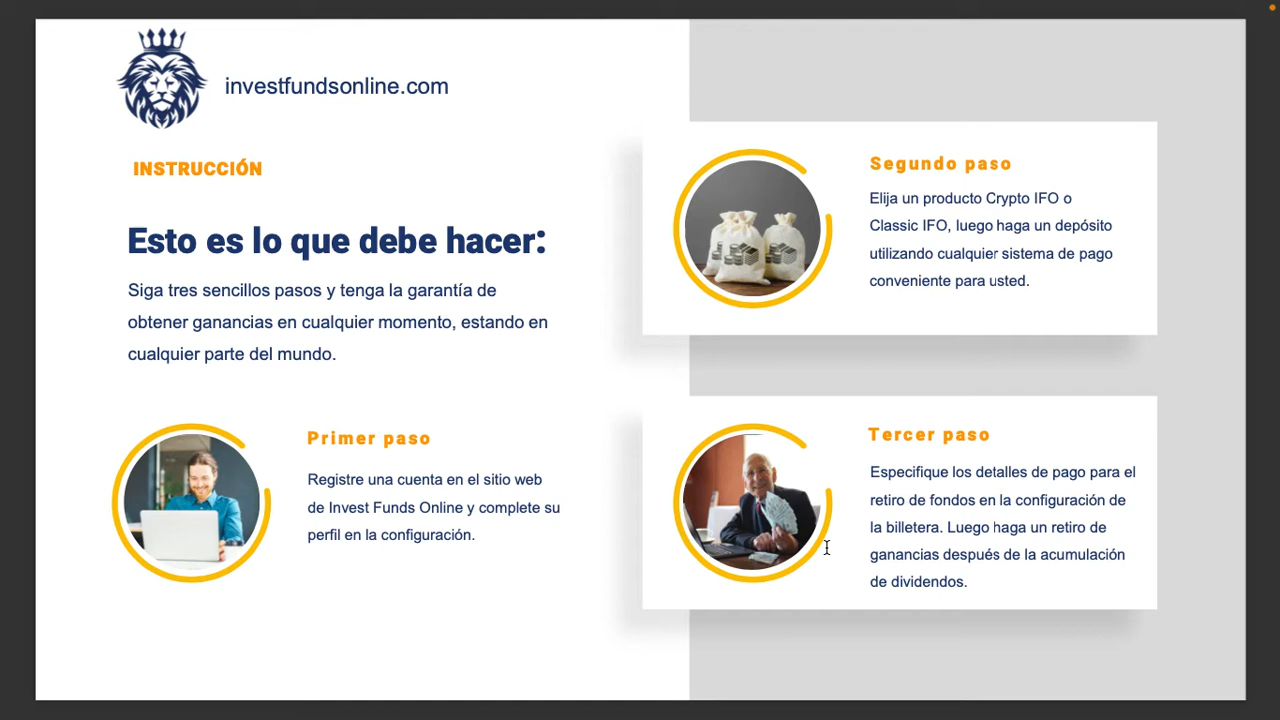 investfundsonline.com
INSTRUCCIÓN
Esto es lo que debe hacer:
Siga tres sencillos pasos y tenga la garantía de
obtener ganancias en cualquier momento, estando en
cualquier parte del mundo.
Primer paso
Registre una cuenta en el sitio web
de Invest Funds Online y complete su
perfil en la configuración.
Segundo paso
Elija un producto Crypto IFO o
Classic IFO, luego haga un depósito
utilizando cualquier sistema de pago
conveniente para usted.
Tercer paso
Especifique los detalles de pago para el
retiro de fondos en la configuración de
la billetera. Luego haga un retiro de
ganancias después de la acumulación
de dividendos.